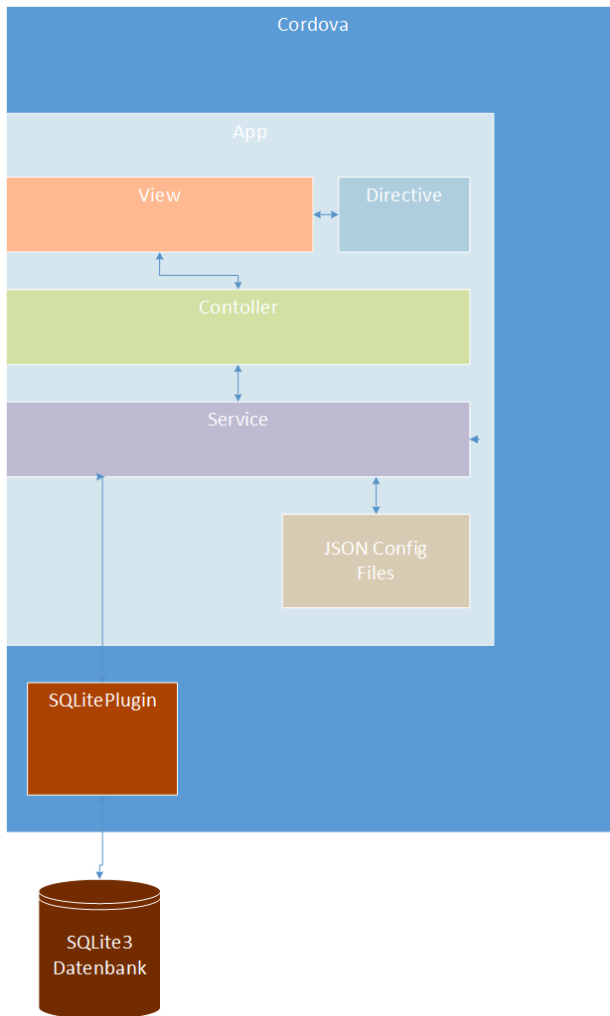 Cordova
App
View
Directive
Contoller
Service
JSON Config
Files
SQLitePlugin
SQLite3
Datenbank